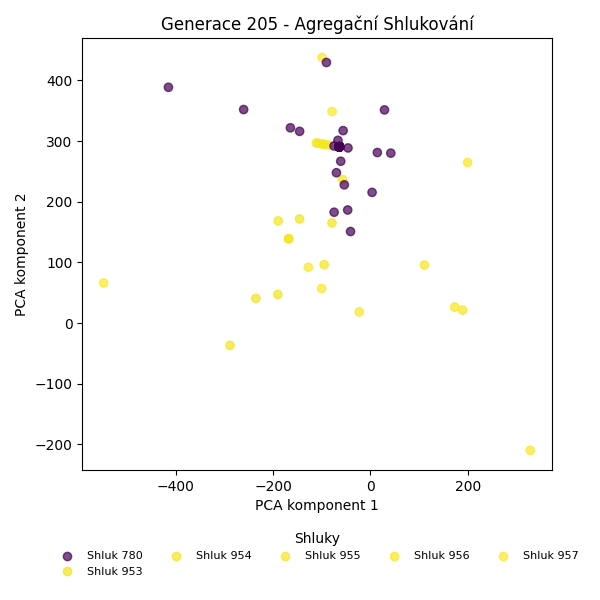 Generace 205 - Agregační Shlukování
PCA komponent 2
400
300
200
100
0
−100
−200
−400
−200
0
200
PCA komponent 1
Shluky
Shluk 780
Shluk 954
Shluk 955
Shluk 956
Shluk 957
Shluk 953